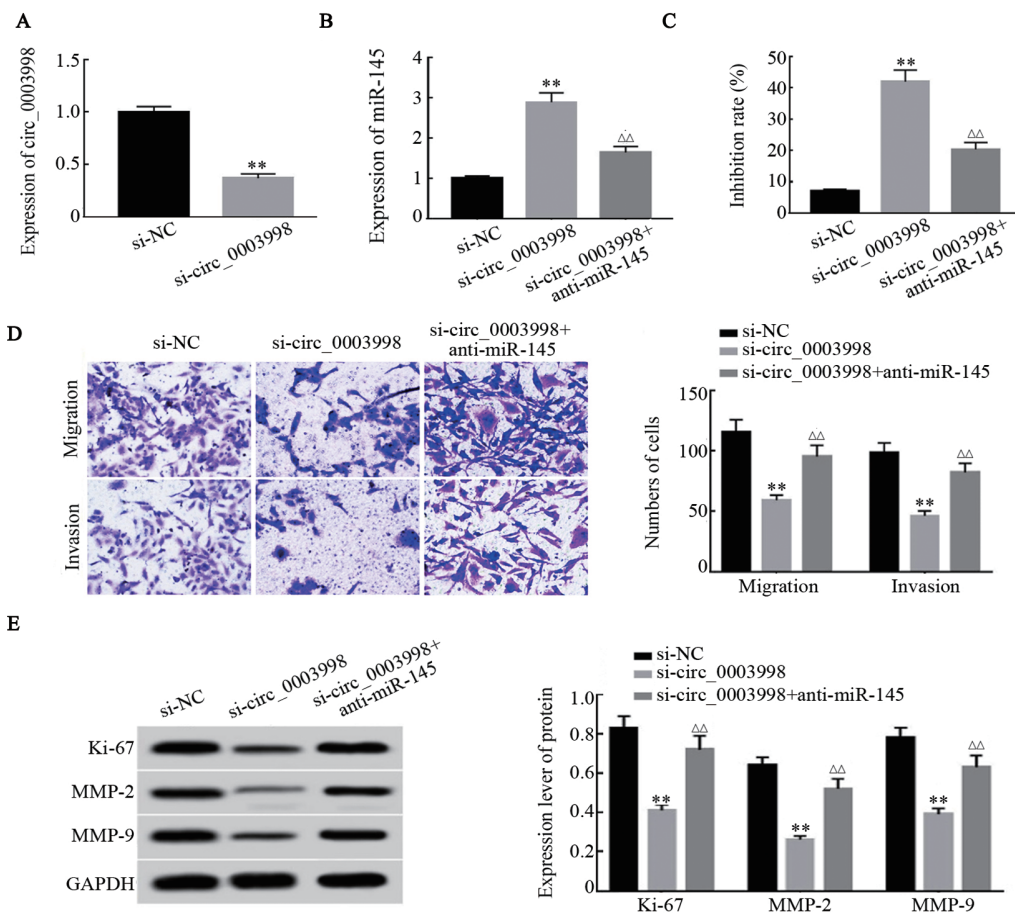 A
Expression of circ_0003998
1.5
1.0
0.5
0
**
si-NC
si-circ_0003998
B
Expression of miR-145
4
3
2
1
0
**
△△
si-NC
si-circ_0003998
si-circ_0003998+
anti-miR-145
C
Inhibition rate (%)
50
40
30
20
10
0
**
△△
si-NC
si-circ_0003998
si-circ_0003998+
anti-miR-145
D
si-NC
si-circ_0003998
si-circ_0003998+
anti-miR-145
Migration
Invasion
si-NC
si-circ_0003998
si-circ_0003998+anti-miR-145
Numbers of cells
150
100
50
0
**
△△
**
△△
Migration
Invasion
E
si-NC
si-circ_0003998
si-circ_0003998+
anti-miR-145
Ki-67
MMP-2
MMP-9
GAPDH
si-NC
si-circ_0003998
si-circ_0003998+anti-miR-145
Expression level of protein
1.0
0.8
0.6
0.4
0.2
0
**
△△
**
△△
**
△△
Ki-67
MMP-2
MMP-9